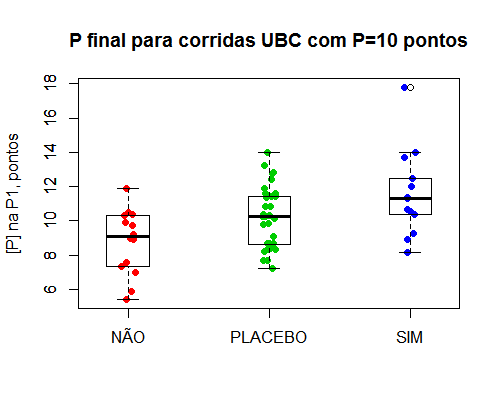 P final para corridas UBC com P=10 pontos
[P] na P1, pontos
18
16
14
12
10
8
6
NÃO PLACEBO SIM